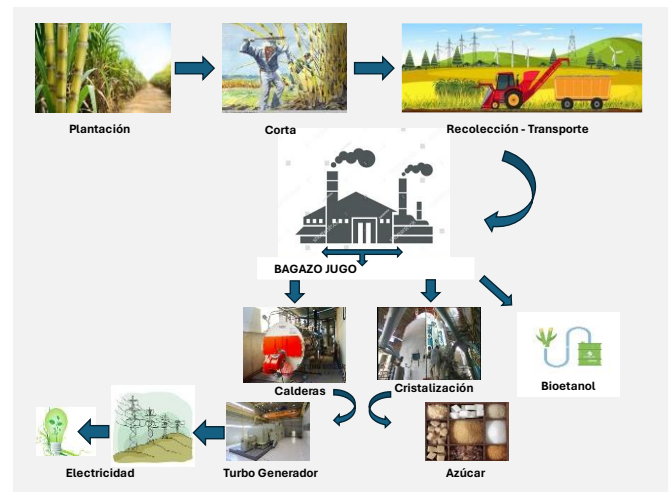 Plantación
Corta
Recolección - Transporte
BAGAZO JUGO
Calderas
Cristalización
Bioetanol
Electricidad
Turbo Generador
Azúcar